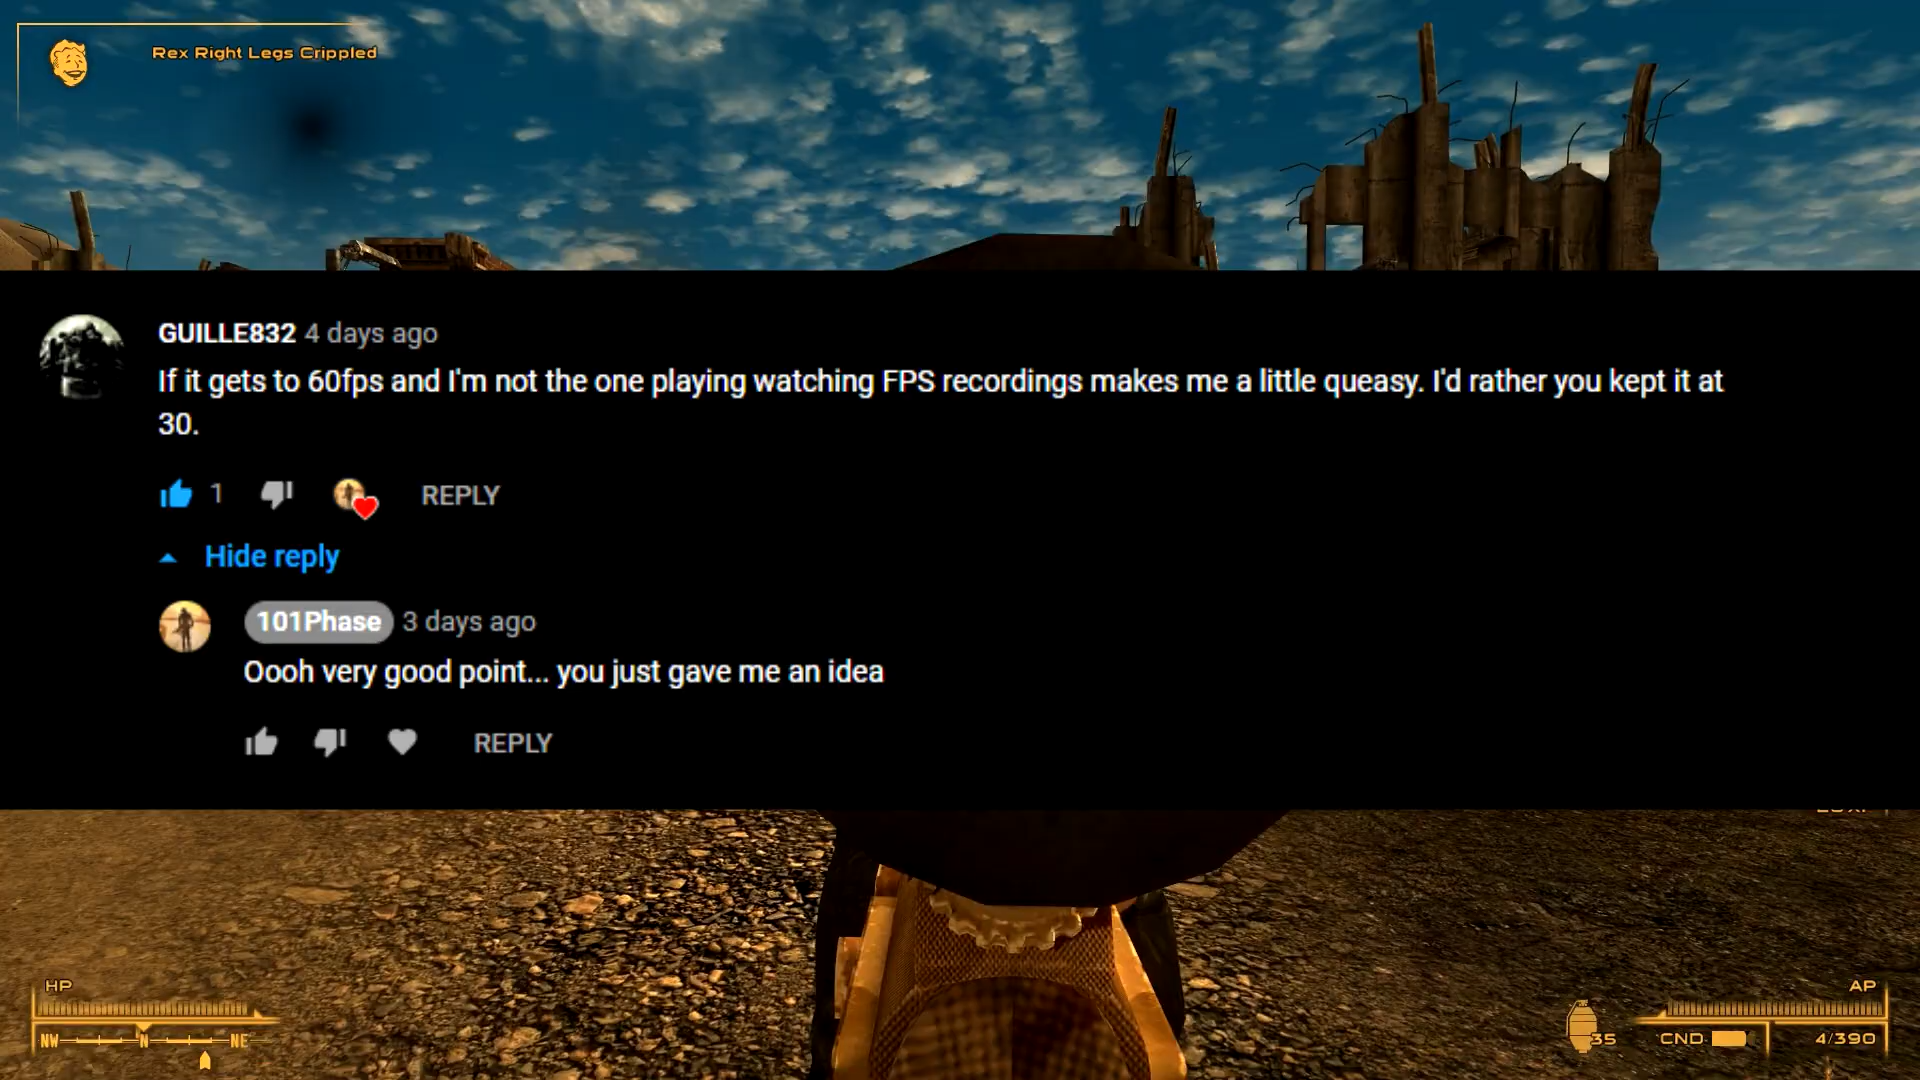 Rex Right Legs Crippled
GUILLE832 4 days ago
If it gets to 60fps and I'm not the one playing watching FPS recordings makes me a little queasy. I'd rather you kept it at
30.
1 REPLY
Hide reply
101Phase 3 days ago
Oooh very good point... you just gave me an idea
REPLY
HP
NW N NE
AP
35 CND 4/390